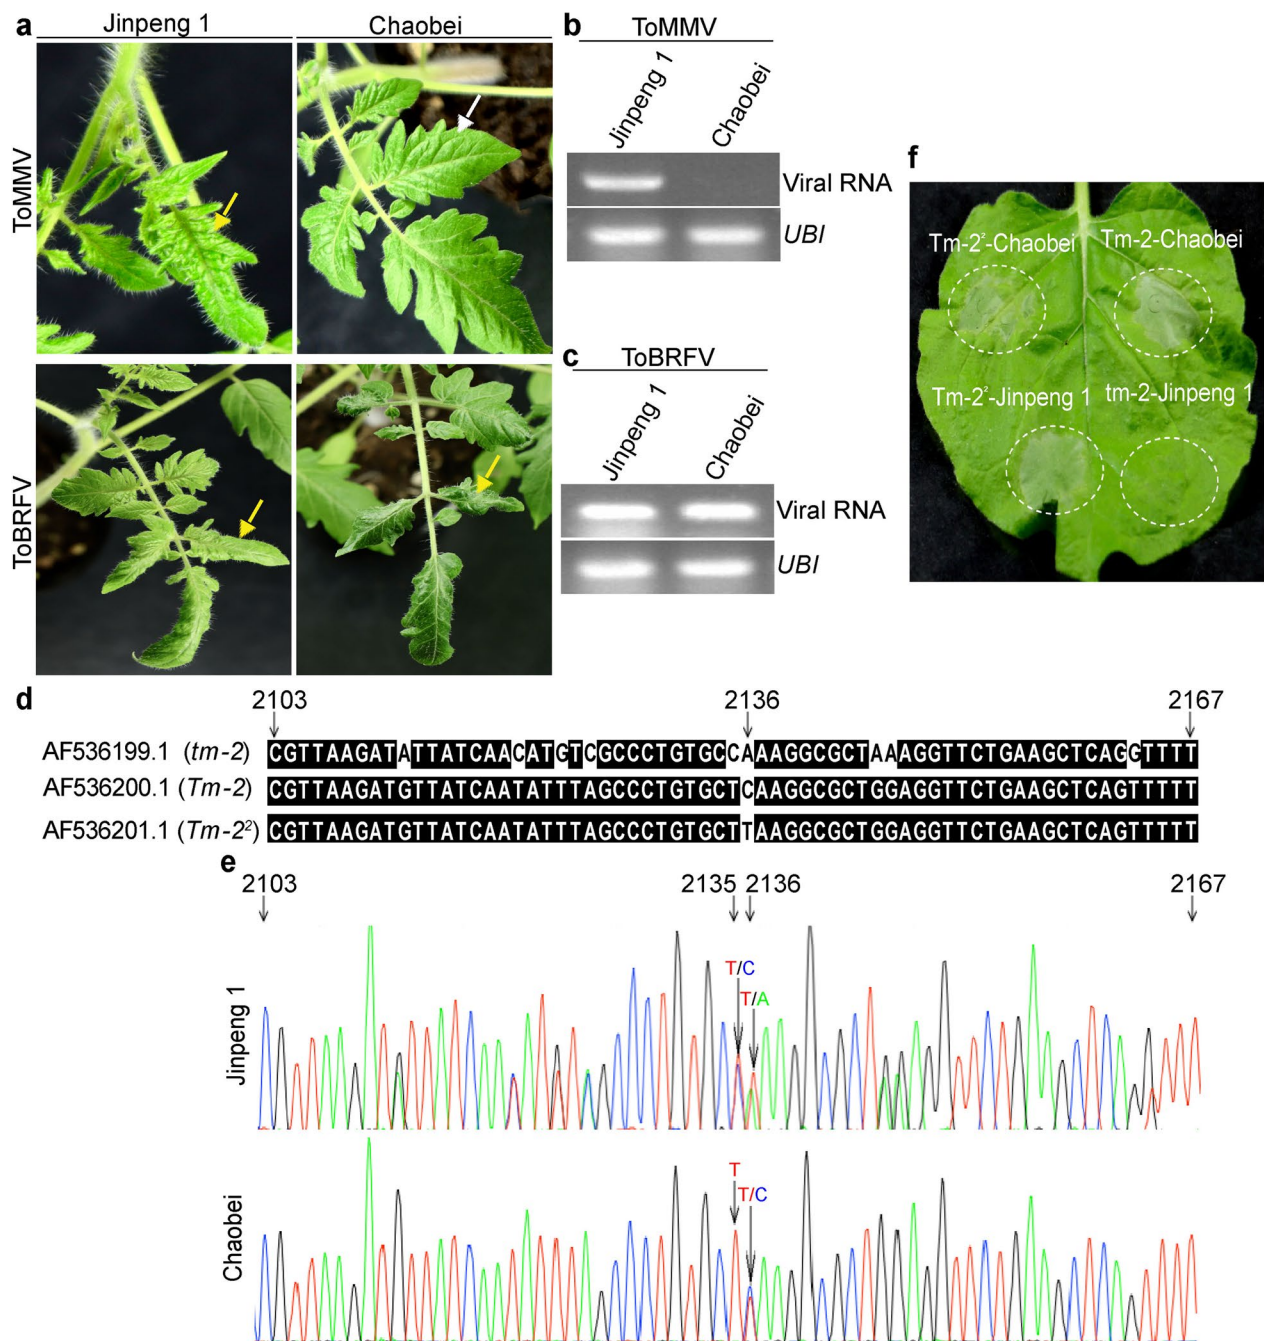 a
Jinpeng 1
Chaobei
ToMMV
ToBRFV
b
ToMMV
Jinpeng 1
Chaobei
Viral RNA
UBI
c
ToBRFV
Jinpeng 1
Chaobei
Viral RNA
UBI
f
Tm-2²-Chaobei
Tm-2-Chaobei
Tm-2²-Jinpeng 1
tm-2-Jinpeng 1
d
2103 2136 2167
AF536199.1 (tm-2) CGTTAAGATATTATCAACATGTCGCCCTGTGCCAAAGGCGCTAAAGGTTCTGAAGCTCAGGTTTT
AF536200.1 (Tm-2) CGTTAAGATGTTATCAATATTTAGCCCTGTGCTCAAGGCGCTGGAGGTTCTGAAGCTCAGTTTTT
AF536201.1 (Tm-2²) CGTTAAGATGTTATCAATATTTAGCCCTGTGCTTAAGGCGCTGGAGGTTCTGAAGCTCAGTTTTT
e
2103 2135 2136 2167
Jinpeng 1
T/C
T/A
Chaobei
T
T/C